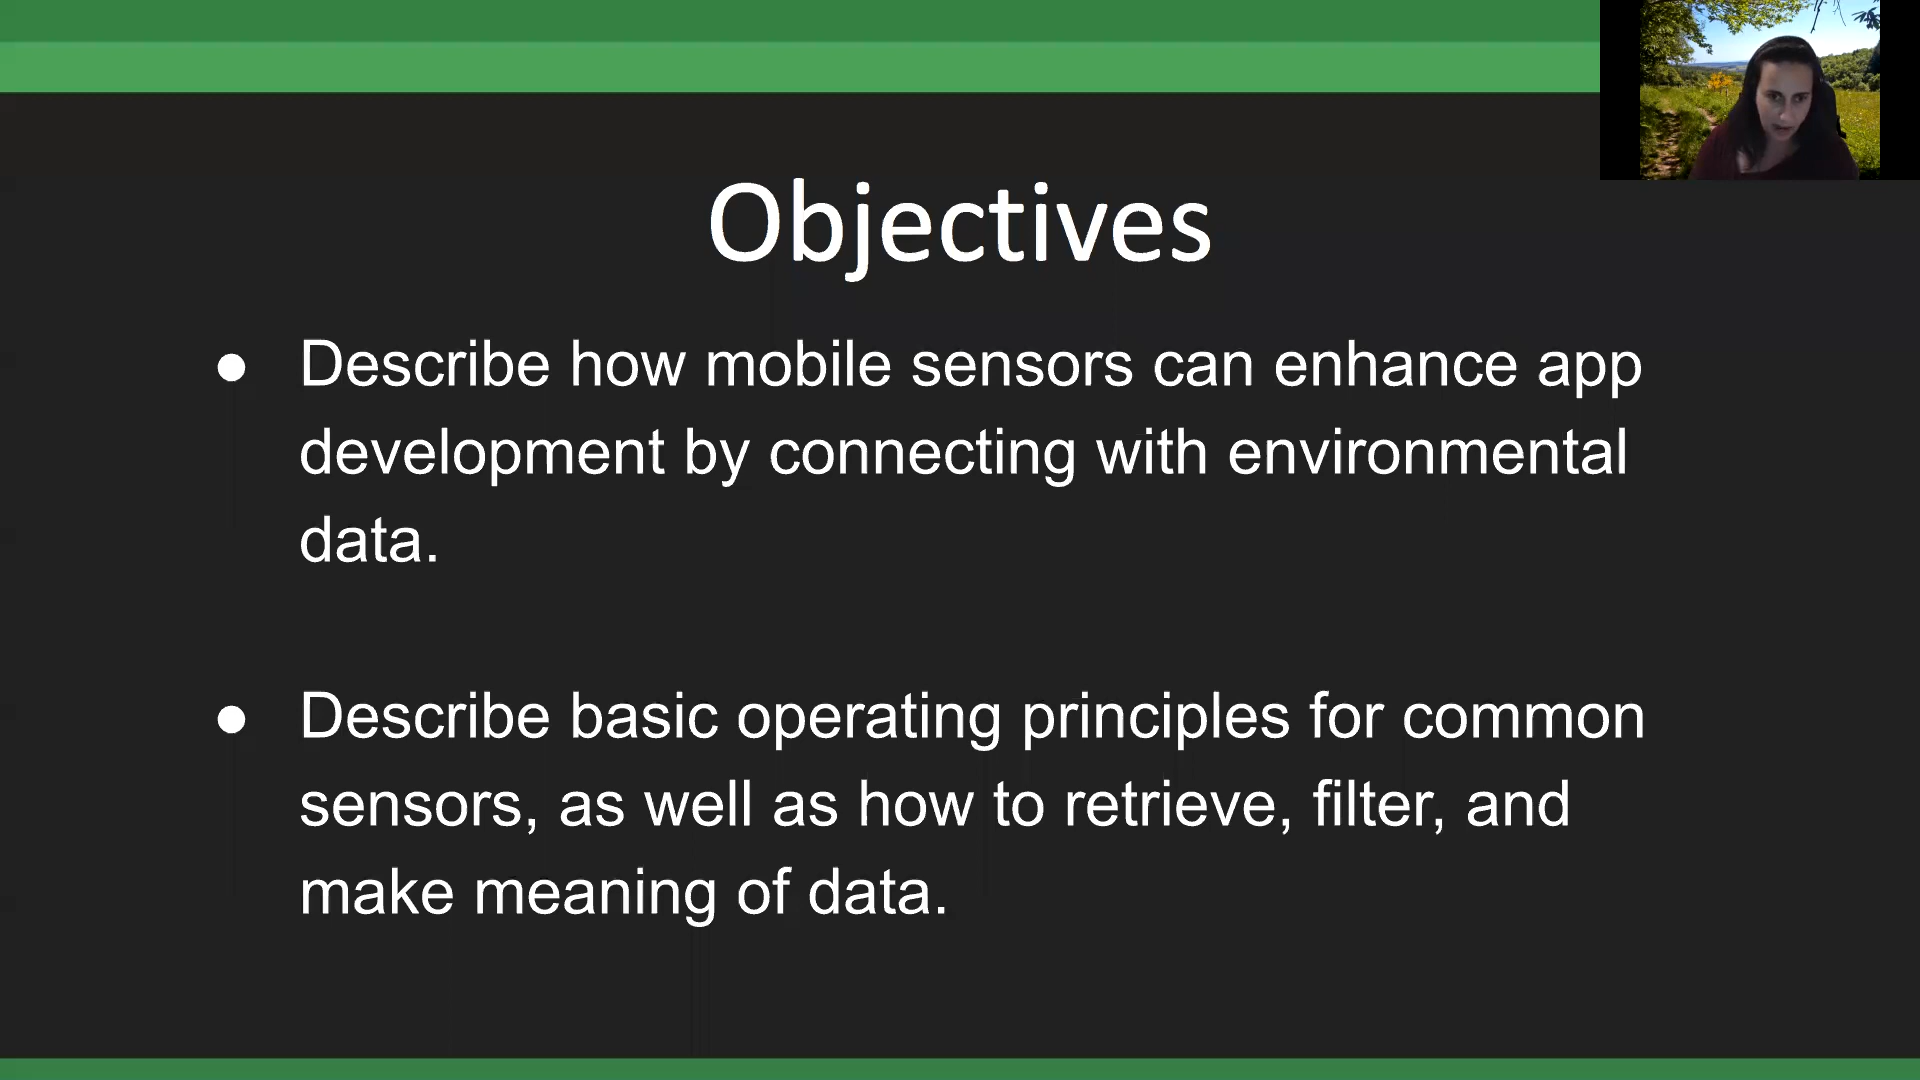 Objectives
● Describe how mobile sensors can enhance app
development by connecting with environmental
data.
● Describe basic operating principles for common
sensors, as well as how to retrieve, filter, and
make meaning of data.